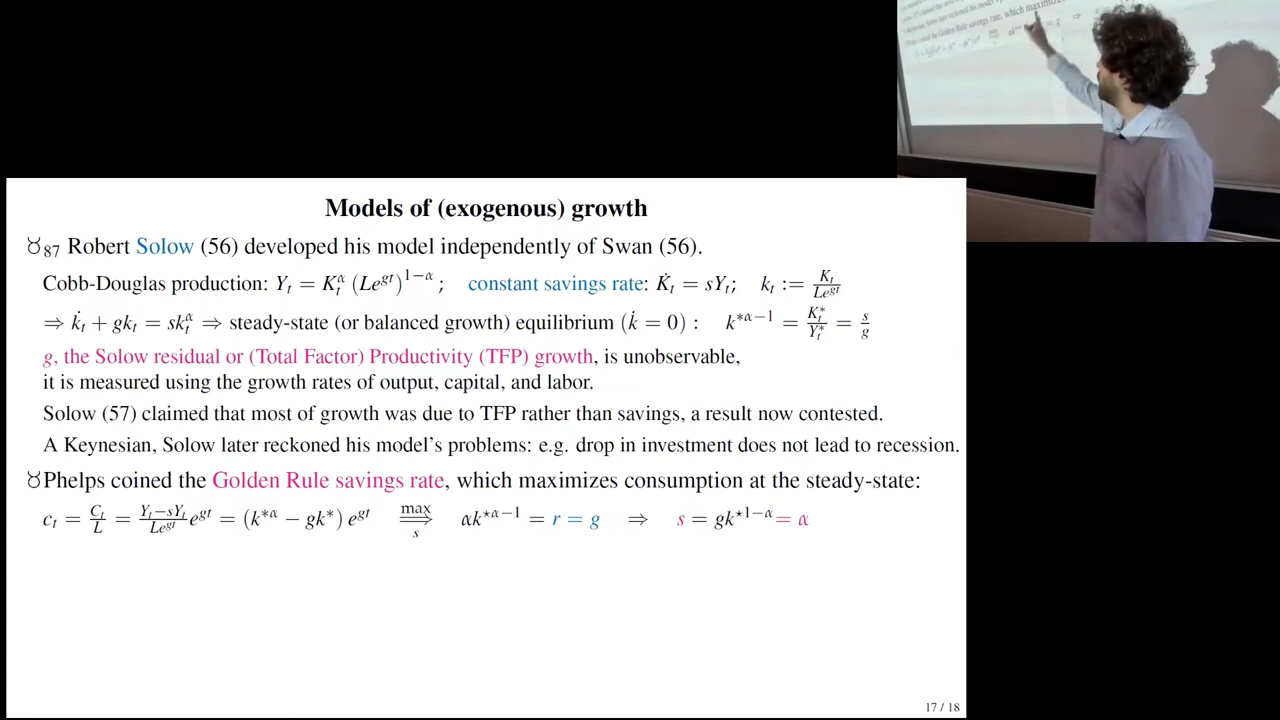 Models of (exogenous) growth
♉87 Robert Solow (56) developed his model independently of Swan (56).
Cobb-Douglas production: Y_t = K_t^α (Le^{gt})^{1−α} ; constant savings rate: K̇_t = sY_t; k_t := K_t/Le^{gt}
⇒ k̇_t + gk_t = sk_t^α ⇒ steady-state (or balanced growth) equilibrium (k̇ = 0) : k^{*α−1} = K_t^*/Y_t^* = s/g
g, the Solow residual or (Total Factor) Productivity (TFP) growth, is unobservable,
it is measured using the growth rates of output, capital, and labor.
Solow (57) claimed that most of growth was due to TFP rather than savings, a result now contested.
A Keynesian, Solow later reckoned his model's problems: e.g. drop in investment does not lead to recession.
♉Phelps coined the Golden Rule savings rate, which maximizes consumption at the steady-state:
c_t = C_t/L = (Y_t−sY_t)/Le^{gt} e^{gt} = (k^{*α} − gk^*) e^{gt} max ⟹ s αk^{⋆α−1} = r = g ⇒ s = gk^{⋆1−α} = α
17 / 18